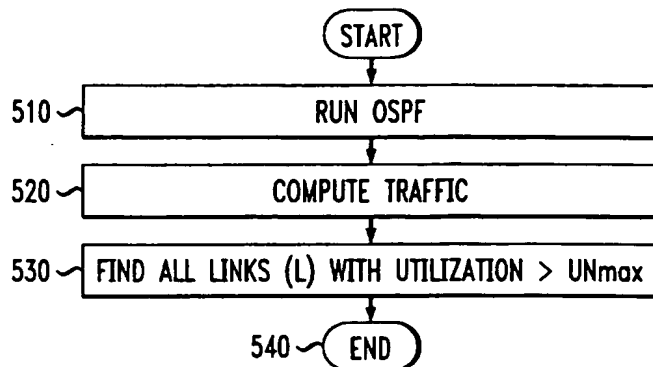 START
510 RUN OSPF
520 COMPUTE TRAFFIC
530 FIND ALL LINKS (L) WITH UTILIZATION > UNmax
540 END